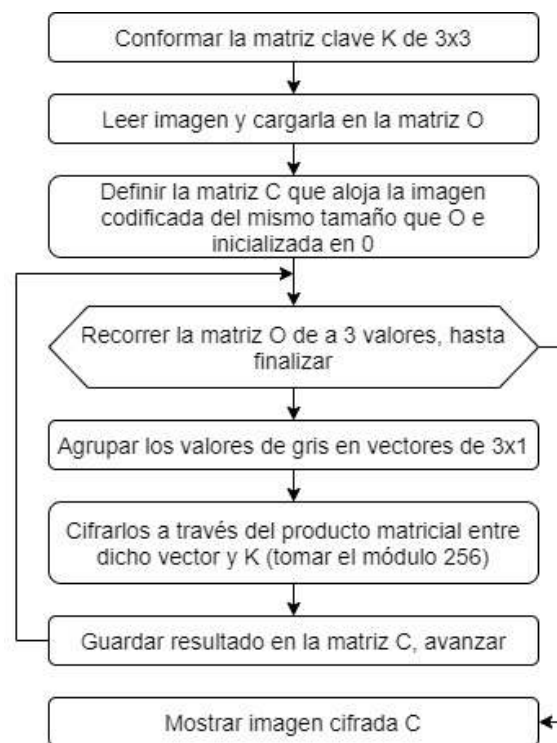 Conformar la matriz clave K de 3x3
Leer imagen y cargarla en la matriz O
Definir la matriz C que aloja la imagen
codificada del mismo tamaño que O e
inicializada en 0
Recorrer la matriz O de a 3 valores, hasta
finalizar
Agrupar los valores de gris en vectores de 3x1
Cifrarlos a través del producto matricial entre
dicho vector y K (tomar el módulo 256)
Guardar resultado en la matriz C, avanzar
Mostrar imagen cifrada C